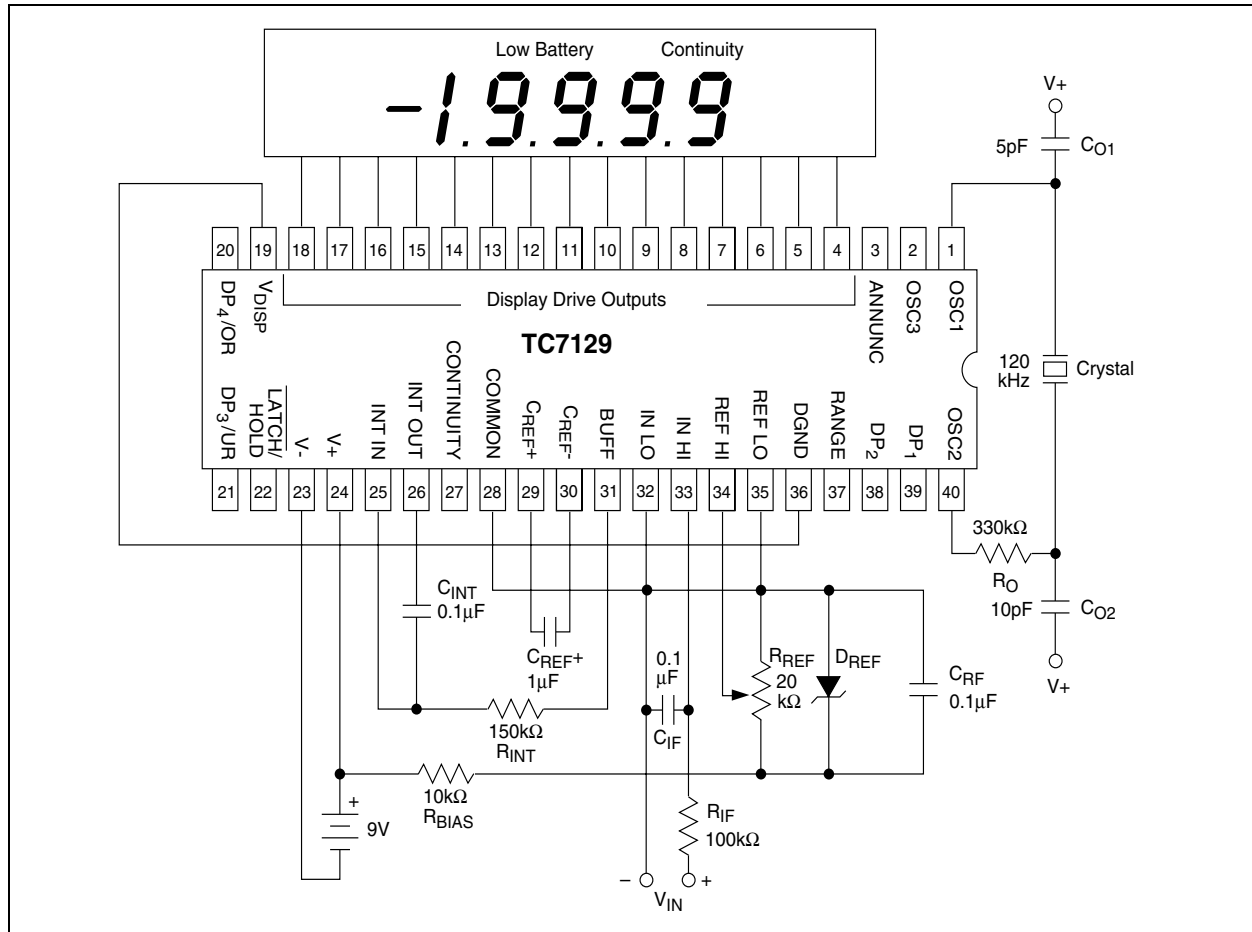 Low Battery Continuity
-1.9.9.9.9
V+
5pF
CO1
20 19 18 17 16 15 14 13 12 11 10 9 8 7 6 5 4 3 2 1
DP4/OR
VDISP
Display Drive Outputs
ANNUNC
OSC3
OSC1
TC7129
120
kHz
Crystal
DP3/UR
LATCH/
HOLD
V-
V+
INT IN
INT OUT
CONTINUITY
COMMON
CREF+
CREF-
BUFF
IN LO
IN HI
REF HI
REF LO
DGND
RANGE
DP2
DP1
OSC2
21 22 23 24 25 26 27 28 29 30 31 32 33 34 35 36 37 38 39 40
330kΩ
RO
10pF
CO2
V+
CINT
0.1µF
CREF+
1µF
0.1
µF
CIF
RREF
20
kΩ
DREF
CRF
0.1µF
150kΩ
RINT
10kΩ
RBIAS
+
9V
RIF
100kΩ
– +
VIN